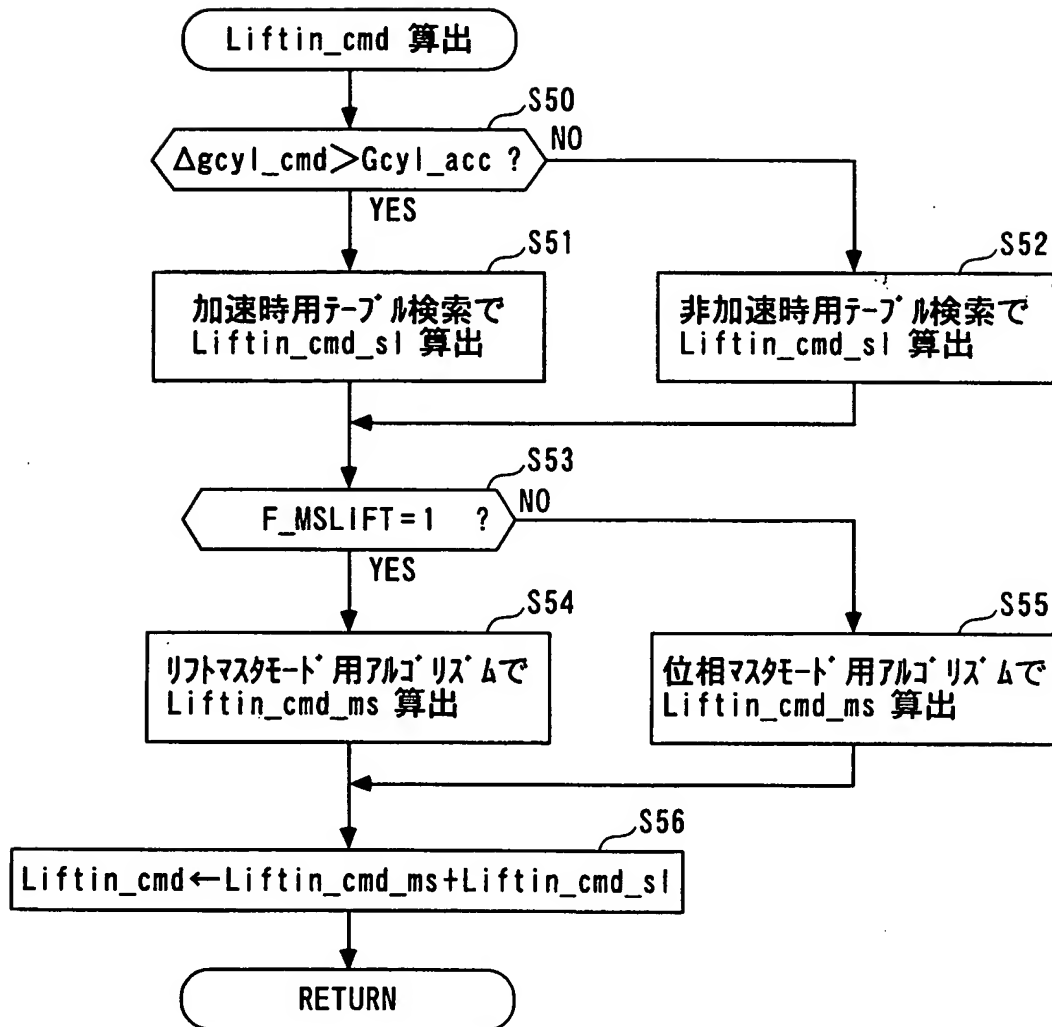 Liftin_cmd 算出
S50
Δgcyl_cmd＞Gcyl_acc ?
NO
YES
S51
加速時用テーブル検索で
Liftin_cmd_sl 算出
S52
非加速時用テーブル検索で
Liftin_cmd_sl 算出
S53
F_MSLIFT=1 ?
NO
YES
S54
リフトマスタモード用アルゴリズムで
Liftin_cmd_ms 算出
S55
位相マスタモード用アルゴリズムで
Liftin_cmd_ms 算出
S56
Liftin_cmd←Liftin_cmd_ms+Liftin_cmd_sl
RETURN